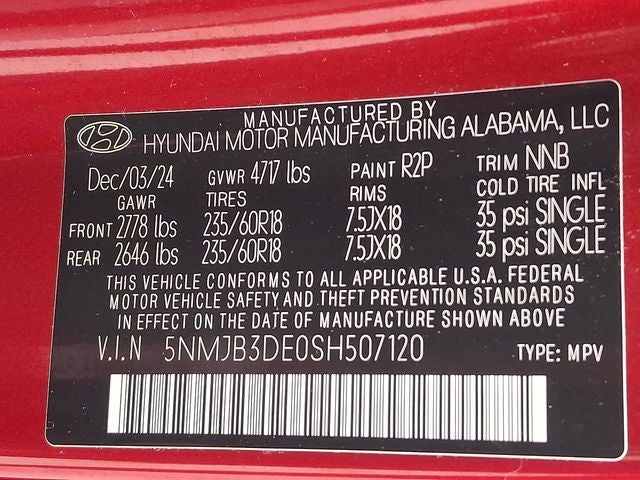 MANUFACTURED BY
HYUNDAI MOTOR MANUFACTURING ALABAMA, LLC
Dec/03/24 GVWR 4717 lbs PAINT R2P TRIM NNB
GAWR TIRES RIMS COLD TIRE INFL
FRONT 2778 lbs 235/60R18 7.5JX18 35 psi SINGLE
REAR 2646 lbs 235/60R18 7.5JX18 35 psi SINGLE
THIS VEHICLE CONFORMS TO ALL APPLICABLE U.S.A. FEDERAL
MOTOR VEHICLE SAFETY AND THEFT PREVENTION STANDARDS
IN EFFECT ON THE DATE OF MANUFACTURE SHOWN ABOVE
V.I.N 5NMJB3DE0SH507120 TYPE: MPV